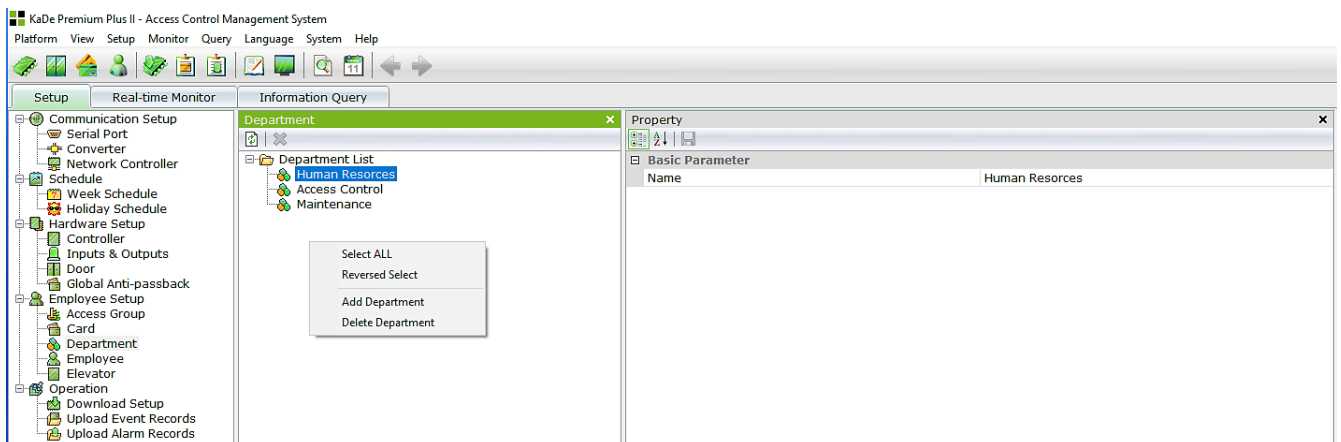 KaDe Premium Plus II - Access Control Management System
Platform View Setup Monitor Query Language System Help
11
Setup Real-time Monitor Information Query
Communication Setup
Serial Port
Converter
Network Controller
Schedule
Week Schedule
Holiday Schedule
Hardware Setup
Controller
Inputs & Outputs
Door
Global Anti-passback
Employee Setup
Access Group
Card
Department
Employee
Elevator
Operation
Download Setup
Upload Event Records
Upload Alarm Records
Department
Department List
Human Resorces
Access Control
Maintenance
Select ALL
Reversed Select
Add Department
Delete Department
Property
Basic Parameter
Name Human Resorces